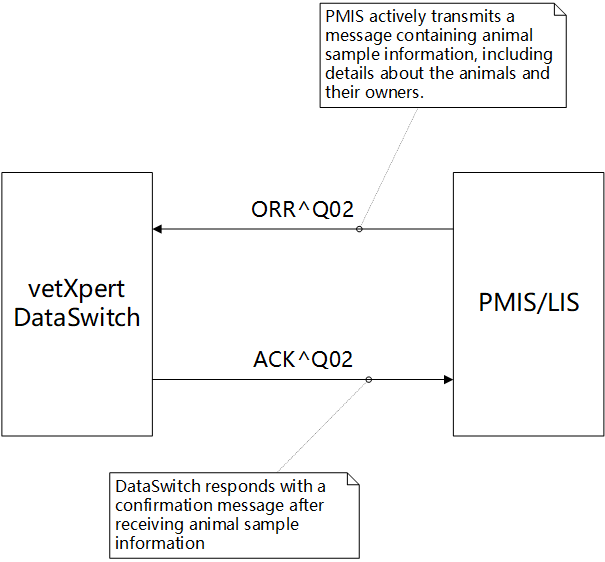 PMIS actively transmits a
message containing animal
sample information, including
details about the animals and
their owners.
ORR^Q02
vetXpert
DataSwitch
PMIS/LIS
ACK^Q02
DataSwitch responds with a
confirmation message after
receiving animal sample
information